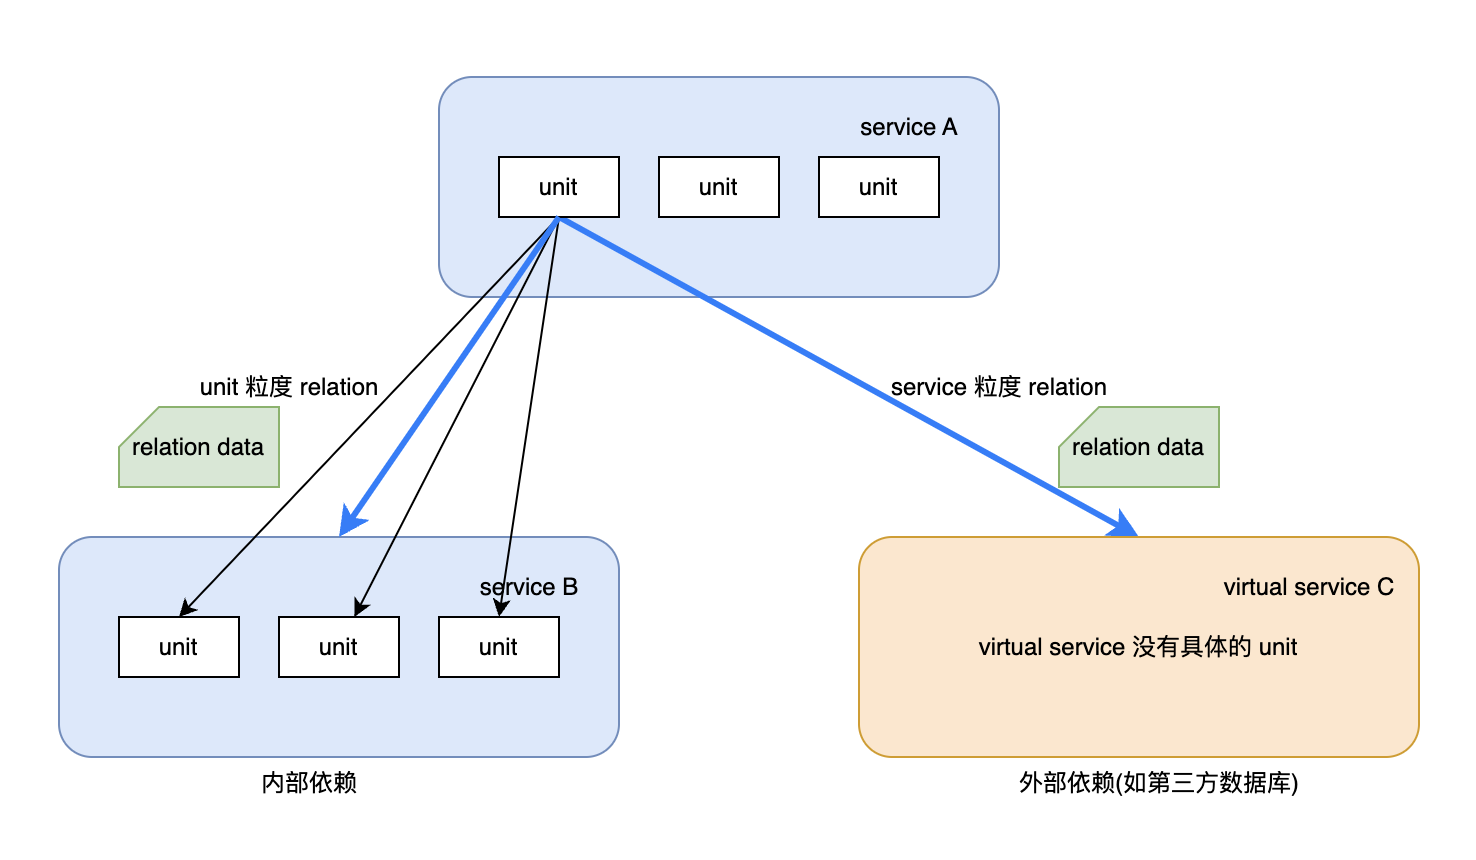 service A
unit
unit
unit
unit 粒度 relation
service 粒度 relation
relation data
relation data
service B
unit
unit
unit
virtual service C
virtual service 没有具体的 unit
内部依赖
外部依赖(如第三方数据库)